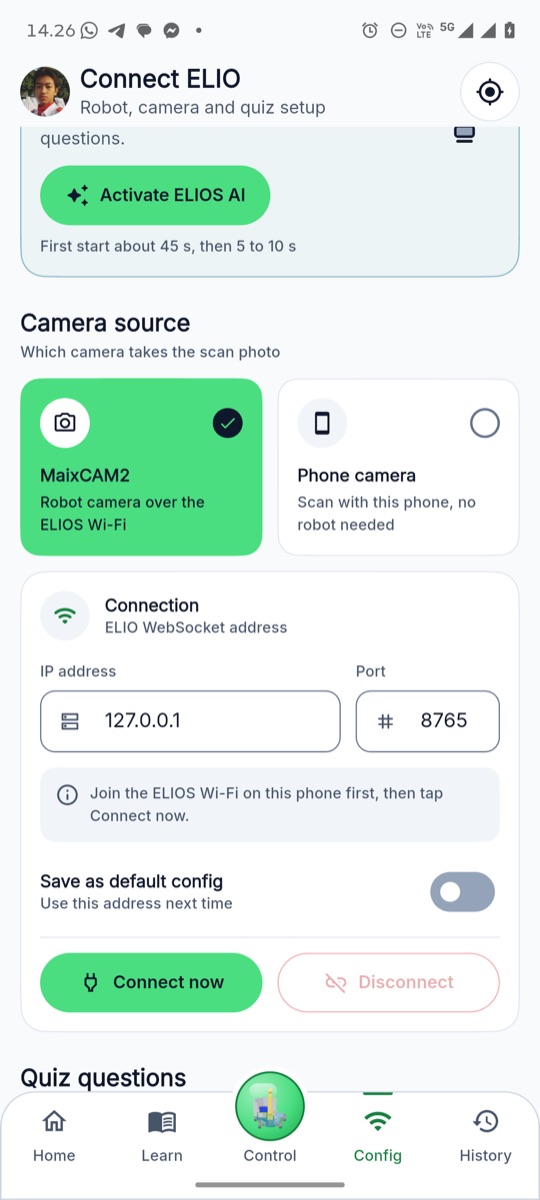 14.26
Vo))
LTE
5G
Connect ELIO
Robot, camera and quiz setup
questions.
Activate ELIOS AI
First start about 45 s, then 5 to 10 s
Camera source
Which camera takes the scan photo
MaixCAM2
Robot camera over the
ELIOS Wi-Fi
Phone camera
Scan with this phone, no
robot needed
Connection
ELIO WebSocket address
IP address
Port
127.0.0.1
# 8765
Join the ELIOS Wi-Fi on this phone first, then tap
Connect now.
Save as default config
Use this address next time
Connect now
Disconnect
Quiz questions
Home
Learn
Control
Config
History